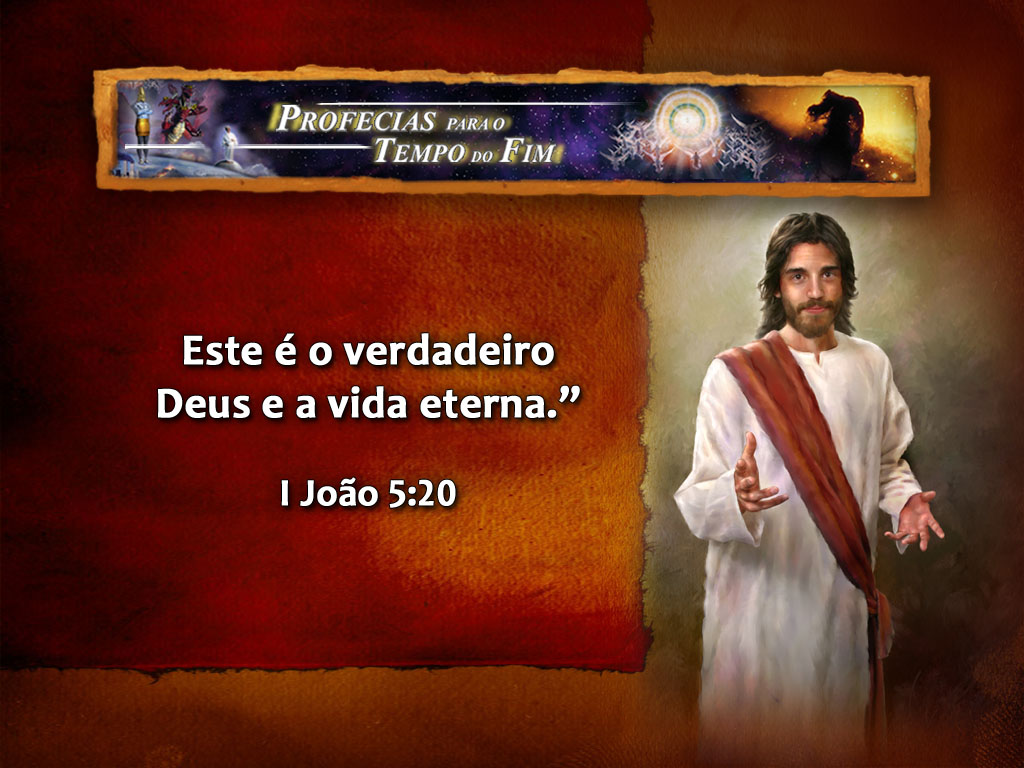 PROFECIAS PARA O
TEMPO DO FIM
Este é o verdadeiro
Deus e a vida eterna.”
I João 5:20